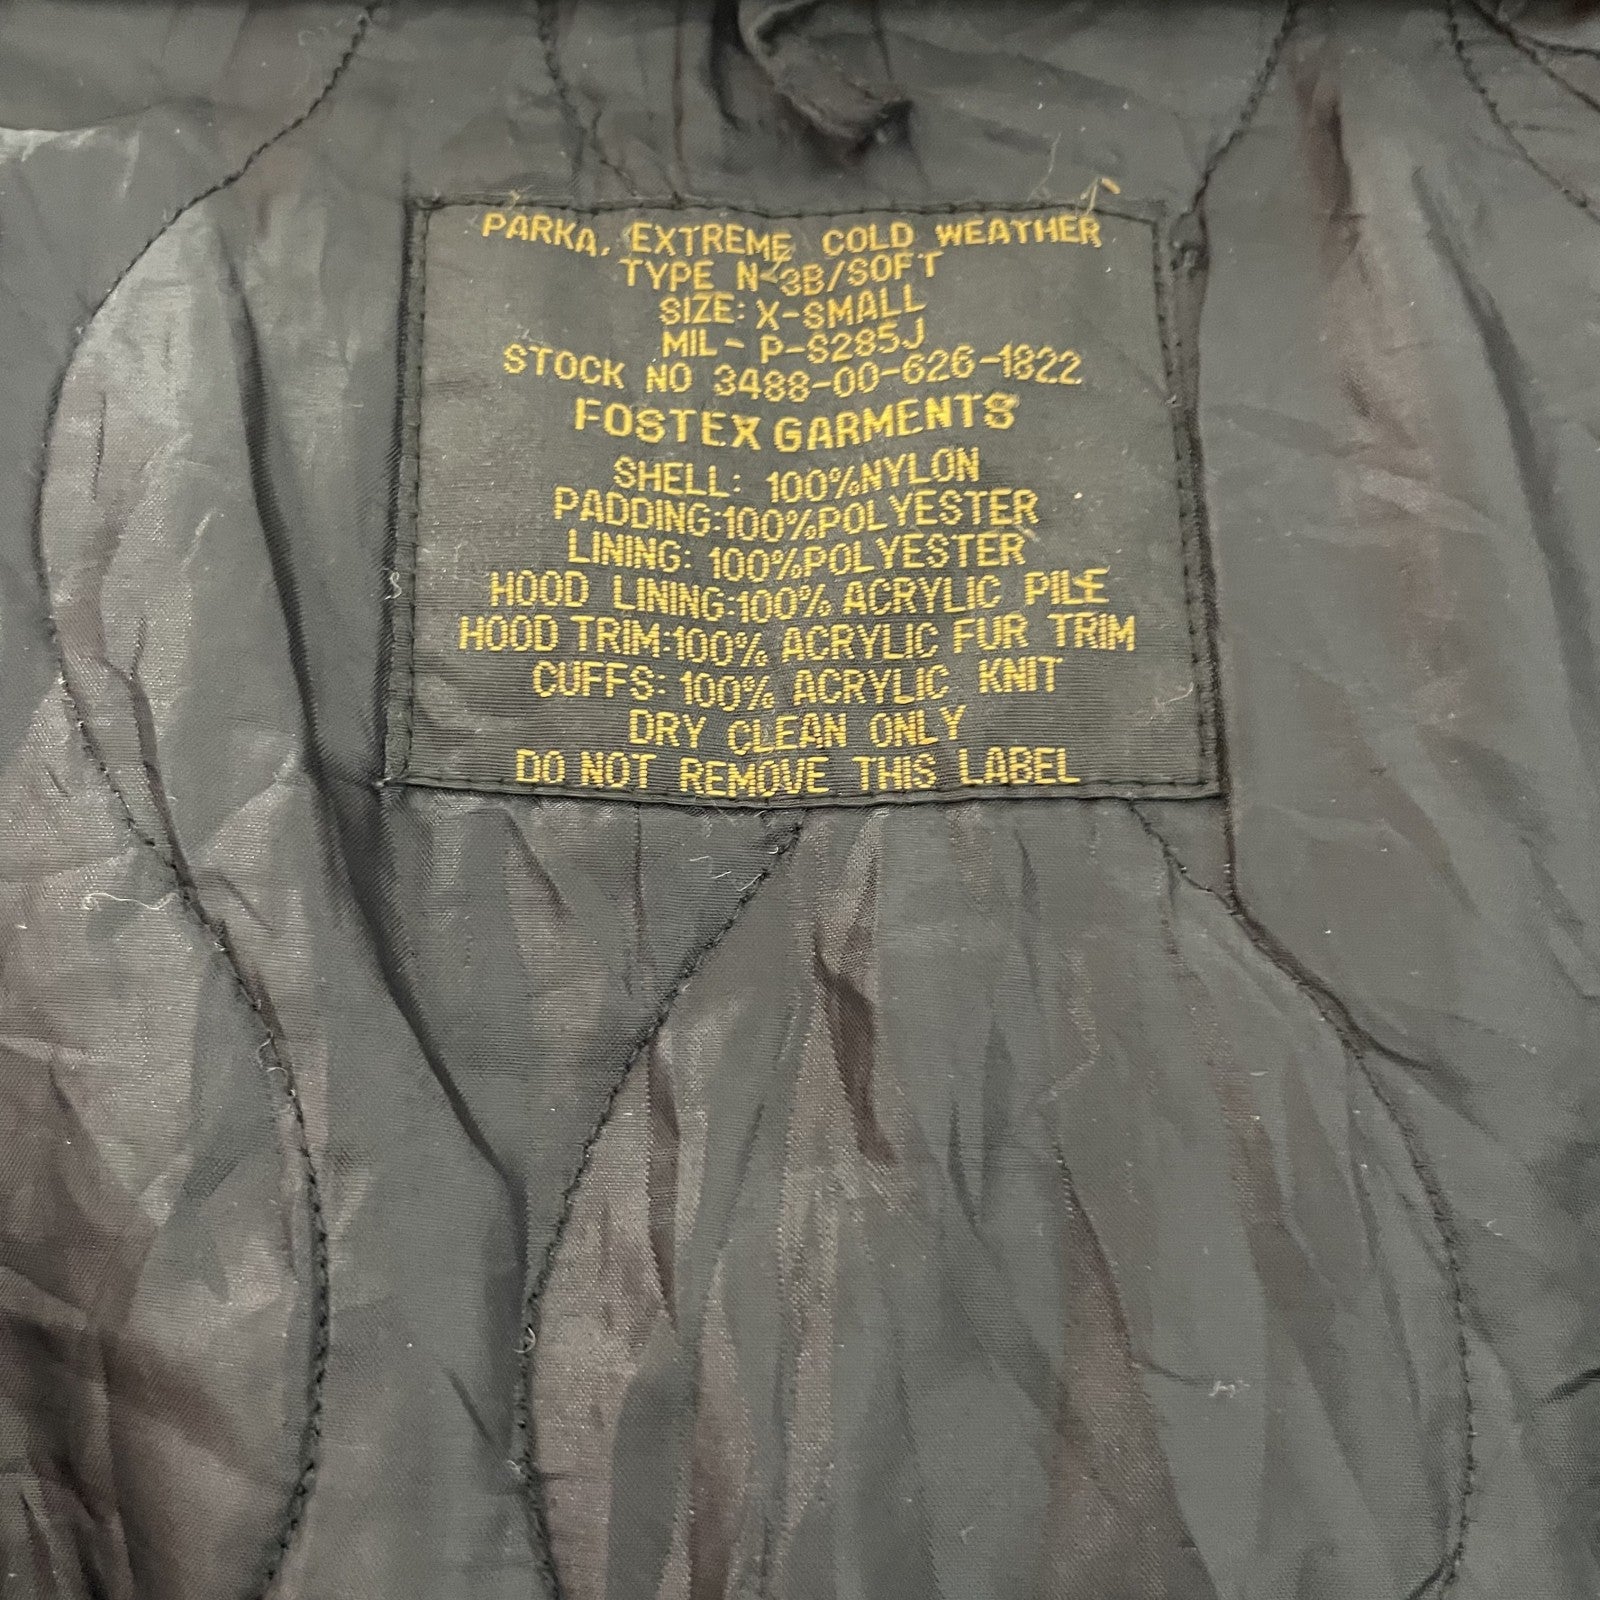 PARKA, EXTREME COLD WEATHER
TYPE N-3B/SOFT
SIZE: X-SMALL
MIL- P-6285J
STOCK NO 3488-00-626-1822
FOSTEX GARMENTS
SHELL: 100%NYLON
PADDING:100%POLYESTER
LINING: 100%POLYESTER
HOOD LINING:100% ACRYLIC PILE
HOOD TRIM:100% ACRYLIC FUR TRIM
CUFFS: 100% ACRYLIC KNIT
DRY CLEAN ONLY
DO NOT REMOVE THIS LABEL